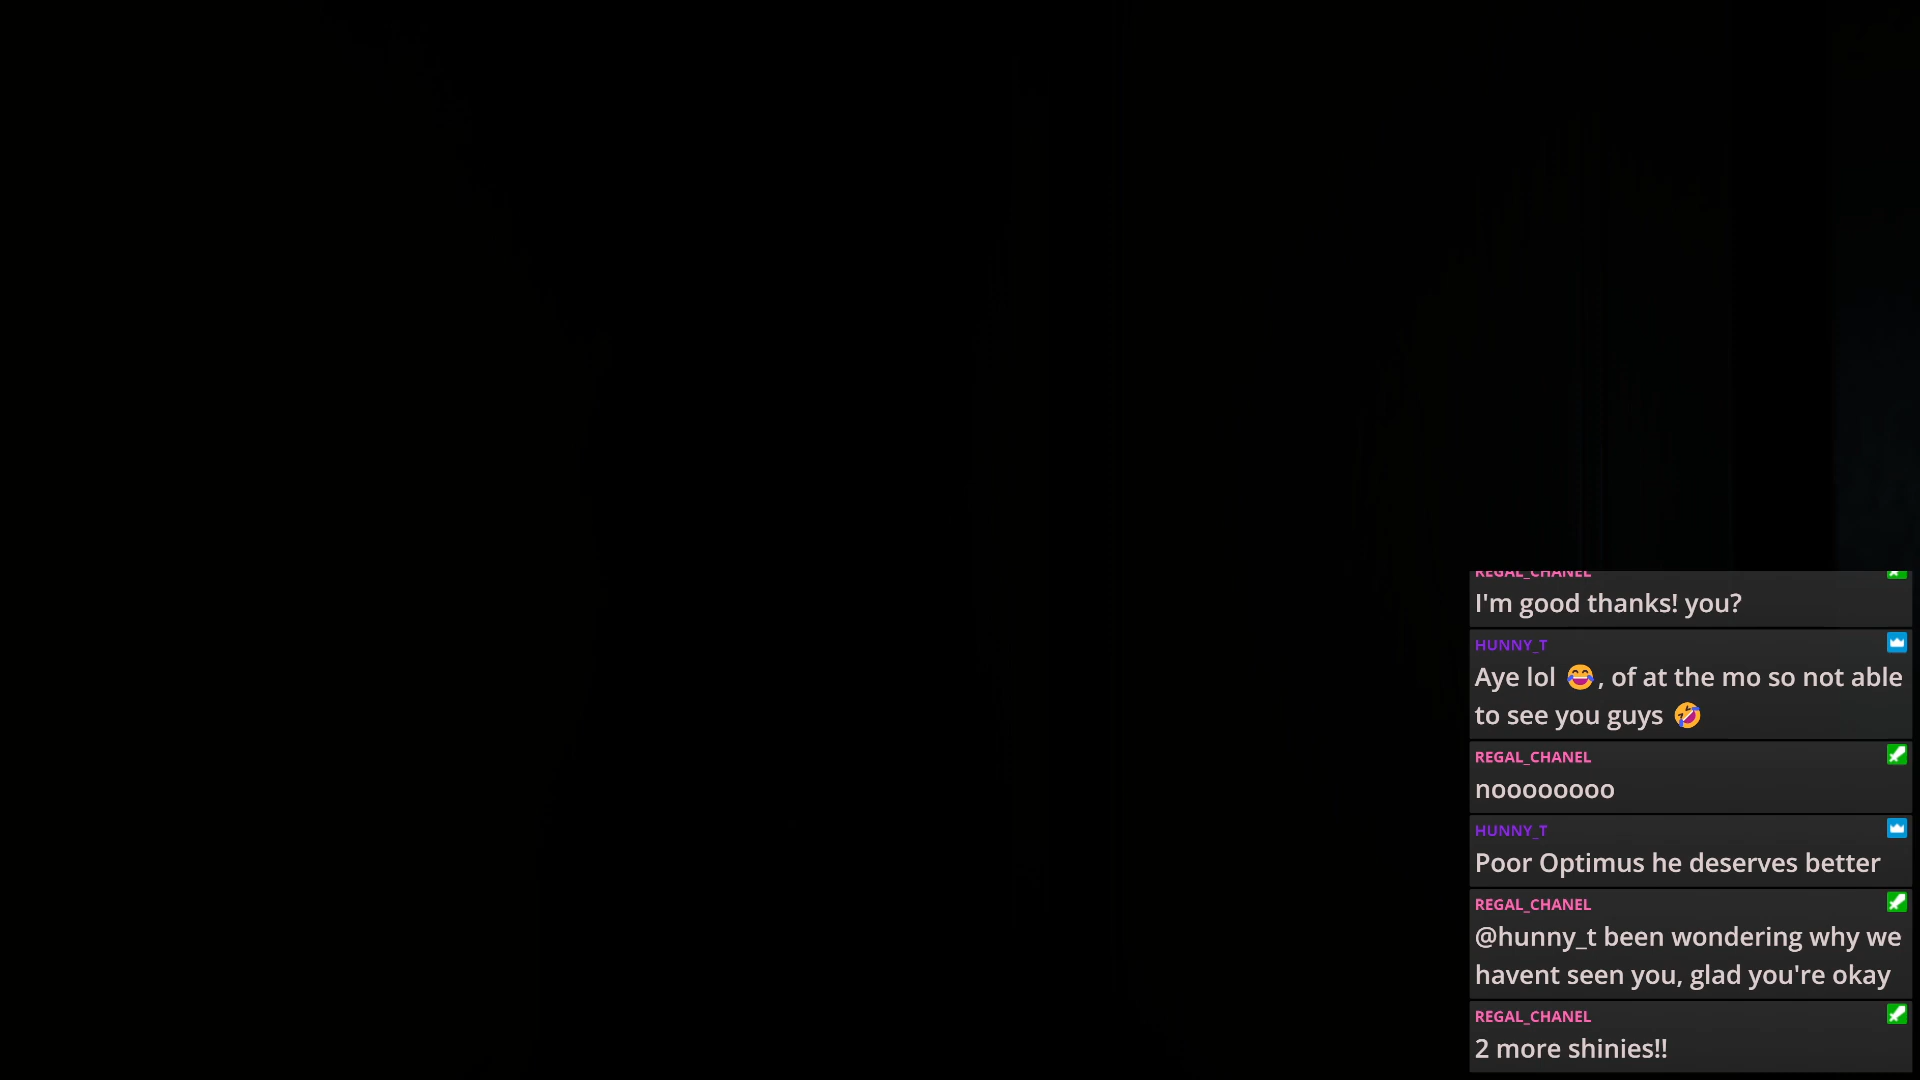 REGAL_CHANEL
I'm good thanks! you?
HUNNY_T
Aye lol 😂, of at the mo so not able
to see you guys 🤣
REGAL_CHANEL
noooooooo
HUNNY_T
Poor Optimus he deserves better
REGAL_CHANEL
@hunny_t been wondering why we
havent seen you, glad you're okay
REGAL_CHANEL
2 more shinies!!